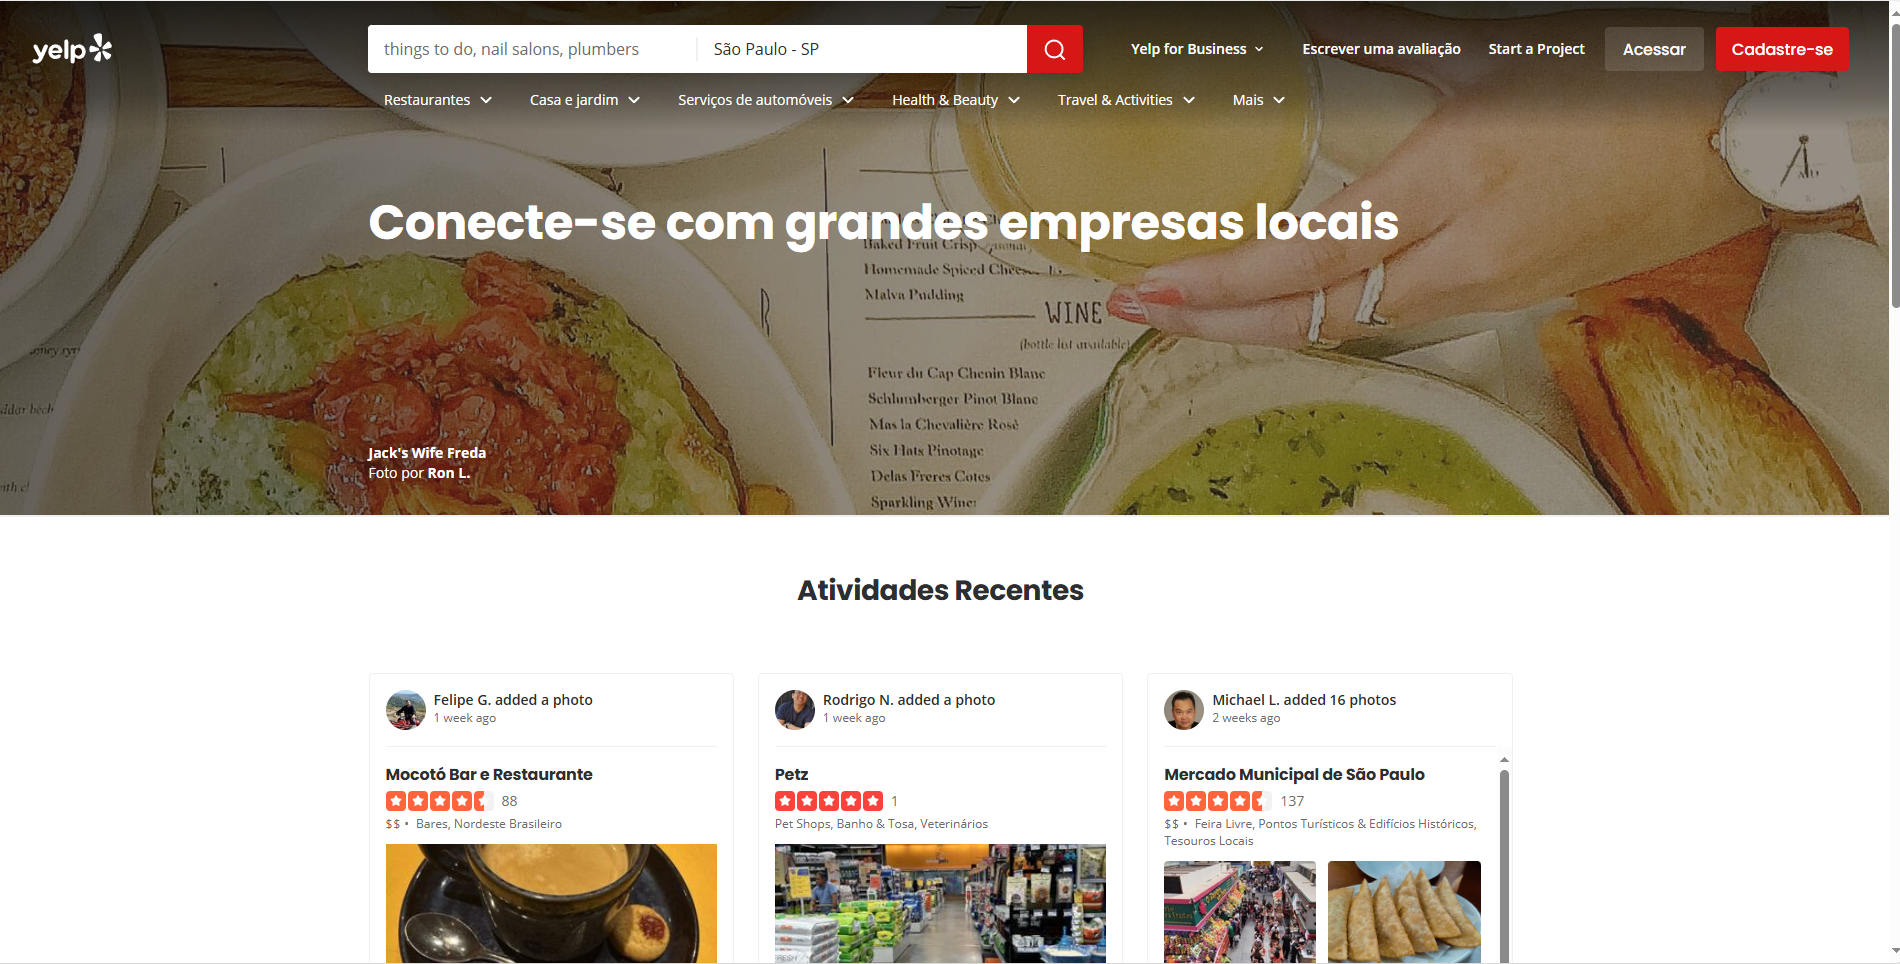 yelp
things to do, nail salons, plumbers
São Paulo - SP
Yelp for Business
Escrever uma avaliação
Start a Project
Acessar
Cadastre-se
Restaurantes
Casa e jardim
Serviços de automóveis
Health & Beauty
Travel & Activities
Mais
Conecte-se com grandes empresas locais
Baked Fruit Crisp
Homemade Spiced
Malva Pudding
WINE
(bottle list available)
Fleur du Cap Chenin Blanc
Schlumberger Pinot Blanc
Mas la Chevalière Rosè
Six Hats Pinotage
Delas Freres Cotes
Sparkling Wine
Jack's Wife Freda
Foto por Ron L.
Atividades Recentes
Felipe G. added a photo
1 week ago
Mocotó Bar e Restaurante
88
$$ • Bares, Nordeste Brasileiro
Rodrigo N. added a photo
1 week ago
Petz
1
Pet Shops, Banho & Tosa, Veterinários
Michael L. added 16 photos
2 weeks ago
Mercado Municipal de São Paulo
137
$$ • Feira Livre, Pontos Turísticos & Edifícios Históricos,
Tesouros Locais